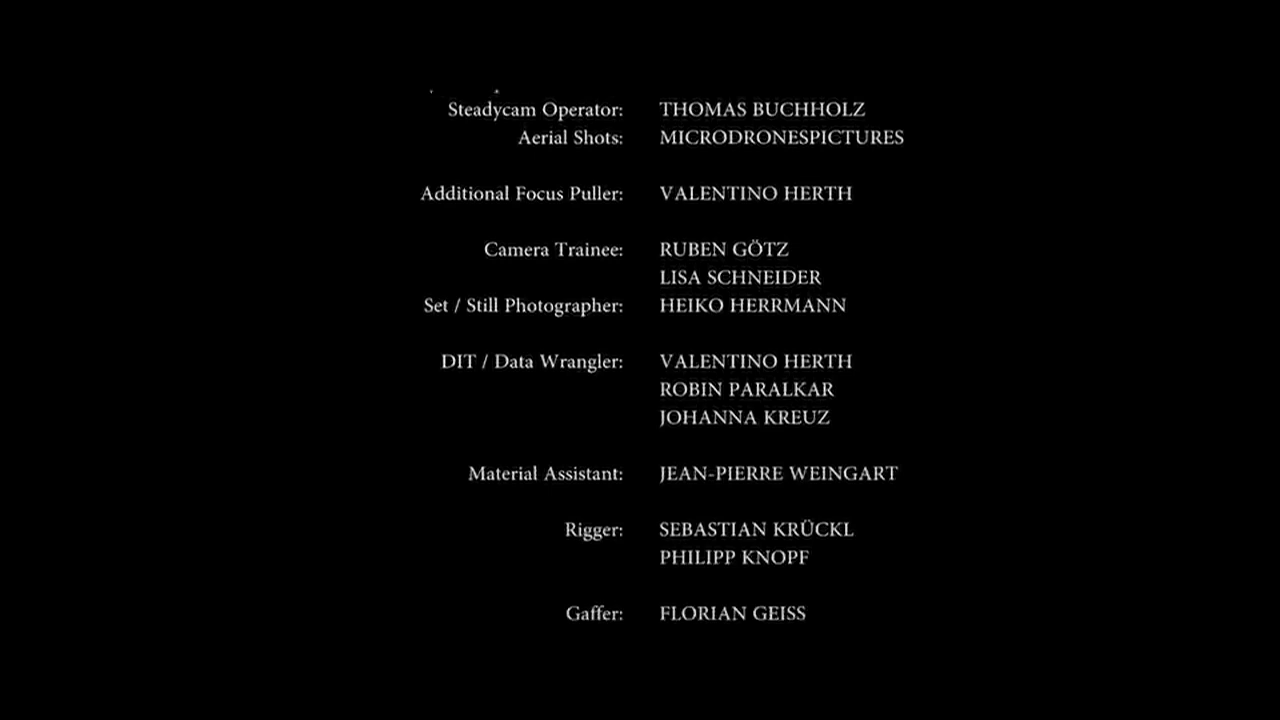 Steadycam Operator: THOMAS BUCHHOLZ
Aerial Shots: MICRODRONESPICTURES
Additional Focus Puller: VALENTINO HERTH
Camera Trainee: RUBEN GÖTZ
LISA SCHNEIDER
Set / Still Photographer: HEIKO HERRMANN
DIT / Data Wrangler: VALENTINO HERTH
ROBIN PARALKAR
JOHANNA KREUZ
Material Assistant: JEAN-PIERRE WEINGART
Rigger: SEBASTIAN KRÜCKL
PHILIPP KNOPF
Gaffer: FLORIAN GEISS